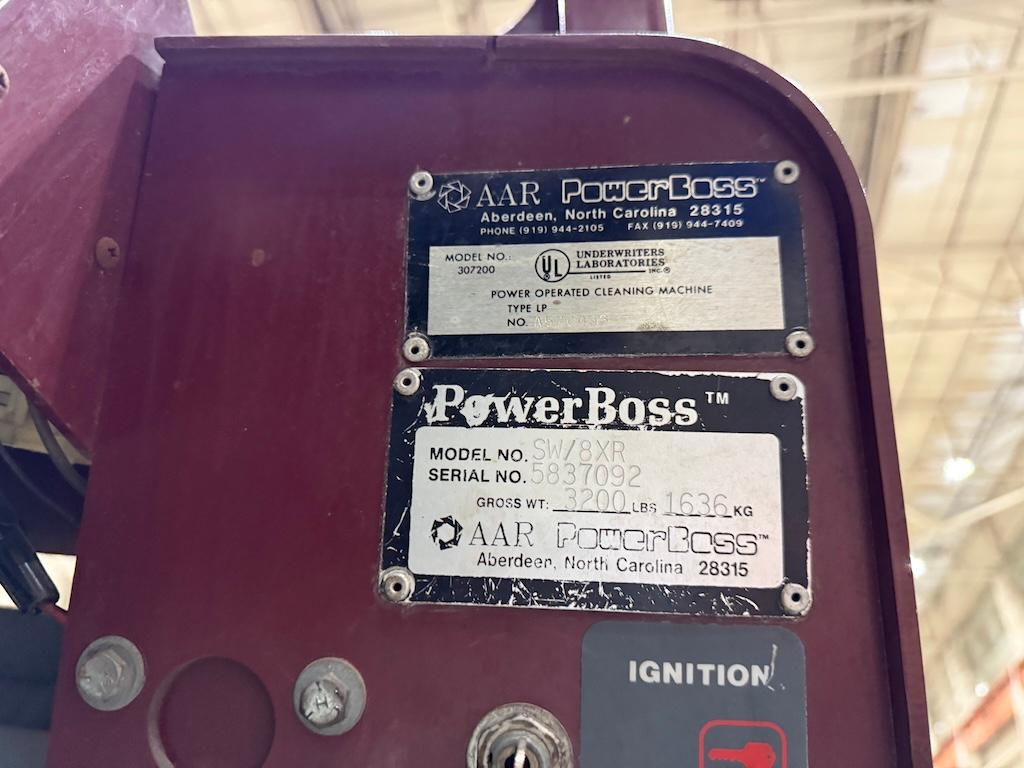 AAR PowerBoss™
Aberdeen, North Carolina 28315
PHONE (919) 944-2105 FAX (919) 944-7409
MODEL NO.:
307200
UL
UNDERWRITERS
LABORATORIES
INC.®
LISTED
POWER OPERATED CLEANING MACHINE
TYPE LP
NO.
PowerBoss™
MODEL NO. SW/8XR
SERIAL NO. 5837092
GROSS WT: 3200 LBS 1636 KG
AAR PowerBoss™
Aberdeen, North Carolina 28315
IGNITION